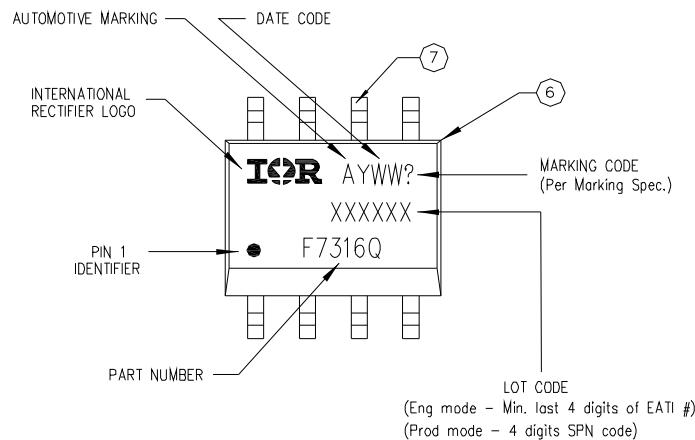 AUTOMOTIVE MARKING
DATE CODE
7
INTERNATIONAL
RECTIFIER LOGO
6
IOR AYWW?
MARKING CODE
(Per Marking Spec.)
XXXXXX
PIN 1
IDENTIFIER
F7316Q
PART NUMBER
LOT CODE
(Eng mode – Min. last 4 digits of EATI #)
(Prod mode – 4 digits SPN code)